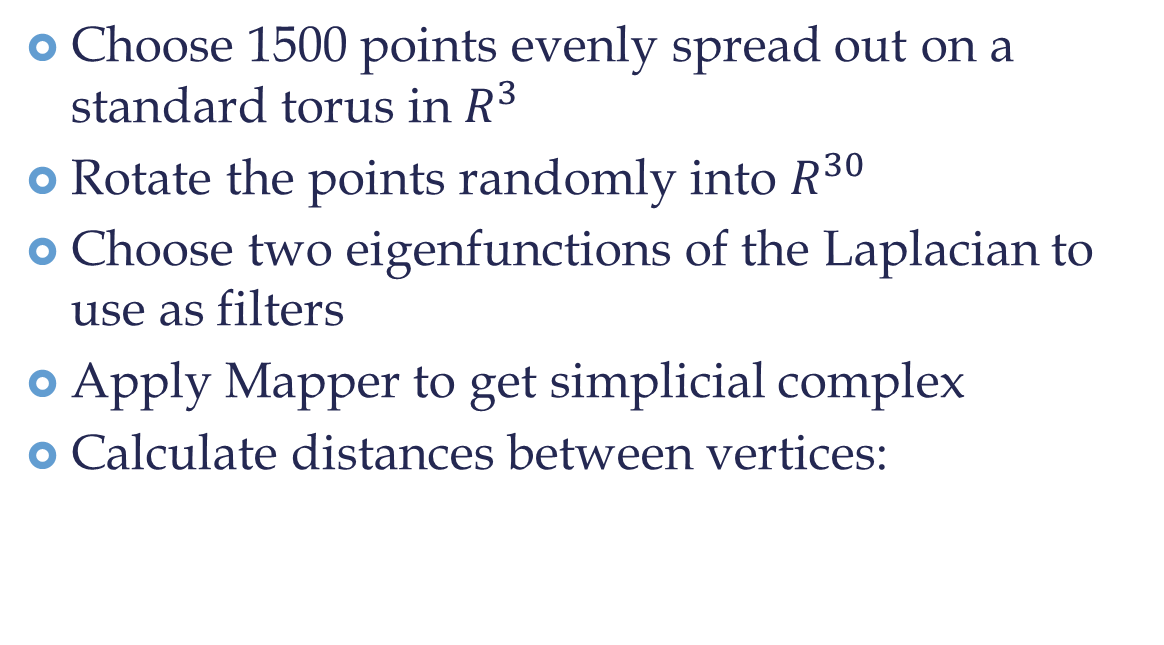 Choose 1500 points evenly spread out on a
standard torus in R³
Rotate the points randomly into R³⁰
Choose two eigenfunctions of the Laplacian to
use as filters
Apply Mapper to get simplicial complex
Calculate distances between vertices: